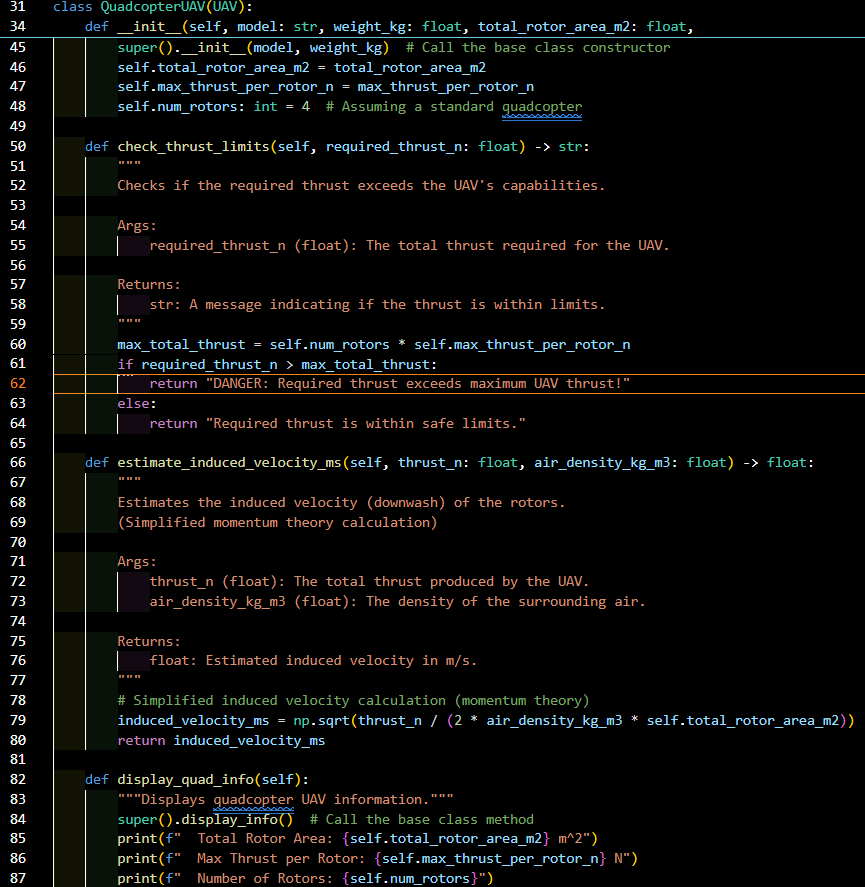 31 class QuadcopterUAV(UAV):
34     def __init__(self, model: str, weight_kg: float, total_rotor_area_m2: float,
45         super().__init__(model, weight_kg)  # Call the base class constructor
46         self.total_rotor_area_m2 = total_rotor_area_m2
47         self.max_thrust_per_rotor_n = max_thrust_per_rotor_n
48         self.num_rotors: int = 4  # Assuming a standard quadcopter
49
50     def check_thrust_limits(self, required_thrust_n: float) -> str:
51         """
52         Checks if the required thrust exceeds the UAV's capabilities.
53
54         Args:
55             required_thrust_n (float): The total thrust required for the UAV.
56
57         Returns:
58             str: A message indicating if the thrust is within limits.
59         """
60         max_total_thrust = self.num_rotors * self.max_thrust_per_rotor_n
61         if required_thrust_n > max_total_thrust:
62             return "DANGER: Required thrust exceeds maximum UAV thrust!"
63         else:
64             return "Required thrust is within safe limits."
65
66     def estimate_induced_velocity_ms(self, thrust_n: float, air_density_kg_m3: float) -> float:
67         """
68         Estimates the induced velocity (downwash) of the rotors.
69         (Simplified momentum theory calculation)
70
71         Args:
72             thrust_n (float): The total thrust produced by the UAV.
73             air_density_kg_m3 (float): The density of the surrounding air.
74
75         Returns:
76             float: Estimated induced velocity in m/s.
77         """
78         # Simplified induced velocity calculation (momentum theory)
79         induced_velocity_ms = np.sqrt(thrust_n / (2 * air_density_kg_m3 * self.total_rotor_area_m2))
80         return induced_velocity_ms
81
82     def display_quad_info(self):
83         """Displays quadcopter UAV information."""
84         super().display_info()  # Call the base class method
85         print(f"  Total Rotor Area: {self.total_rotor_area_m2} m^2")
86         print(f"  Max Thrust per Rotor: {self.max_thrust_per_rotor_n} N")
87         print(f"  Number of Rotors: {self.num_rotors}")